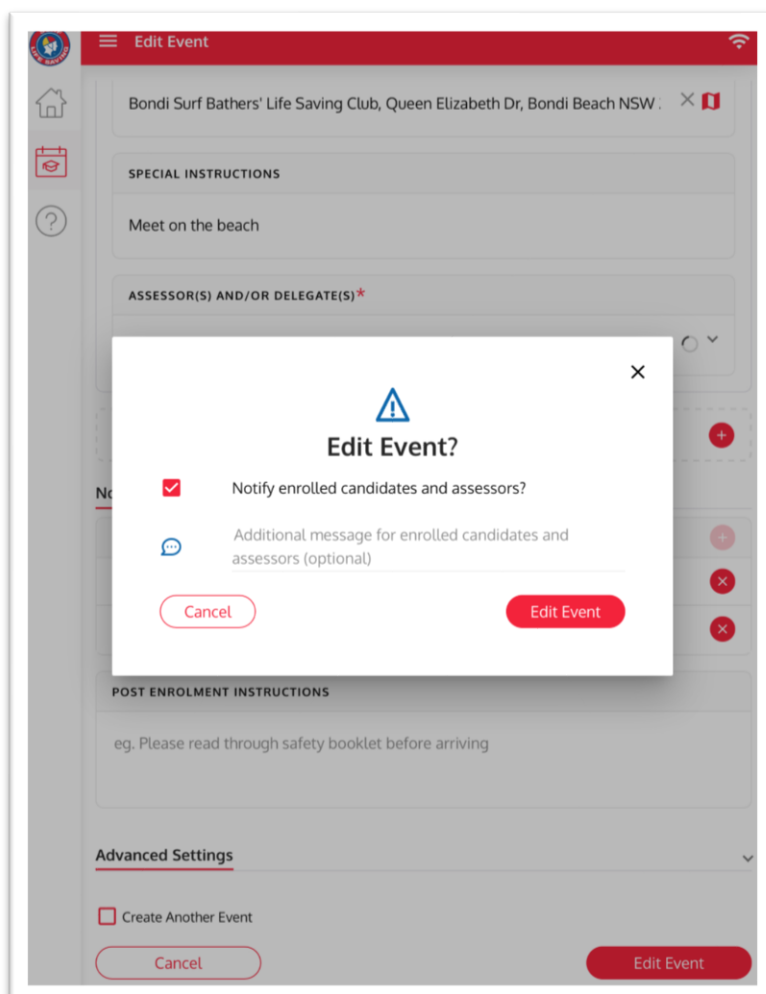 LIFE SAVING
Edit Event
Bondi Surf Bathers' Life Saving Club, Queen Elizabeth Dr, Bondi Beach NSW
SPECIAL INSTRUCTIONS
Meet on the beach
ASSESSOR(S) AND/OR DELEGATE(S)*
Edit Event?
Notify enrolled candidates and assessors?
Additional message for enrolled candidates and
assessors (optional)
Cancel
Edit Event
POST ENROLMENT INSTRUCTIONS
eg. Please read through safety booklet before arriving
Advanced Settings
Create Another Event
Cancel
Edit Event